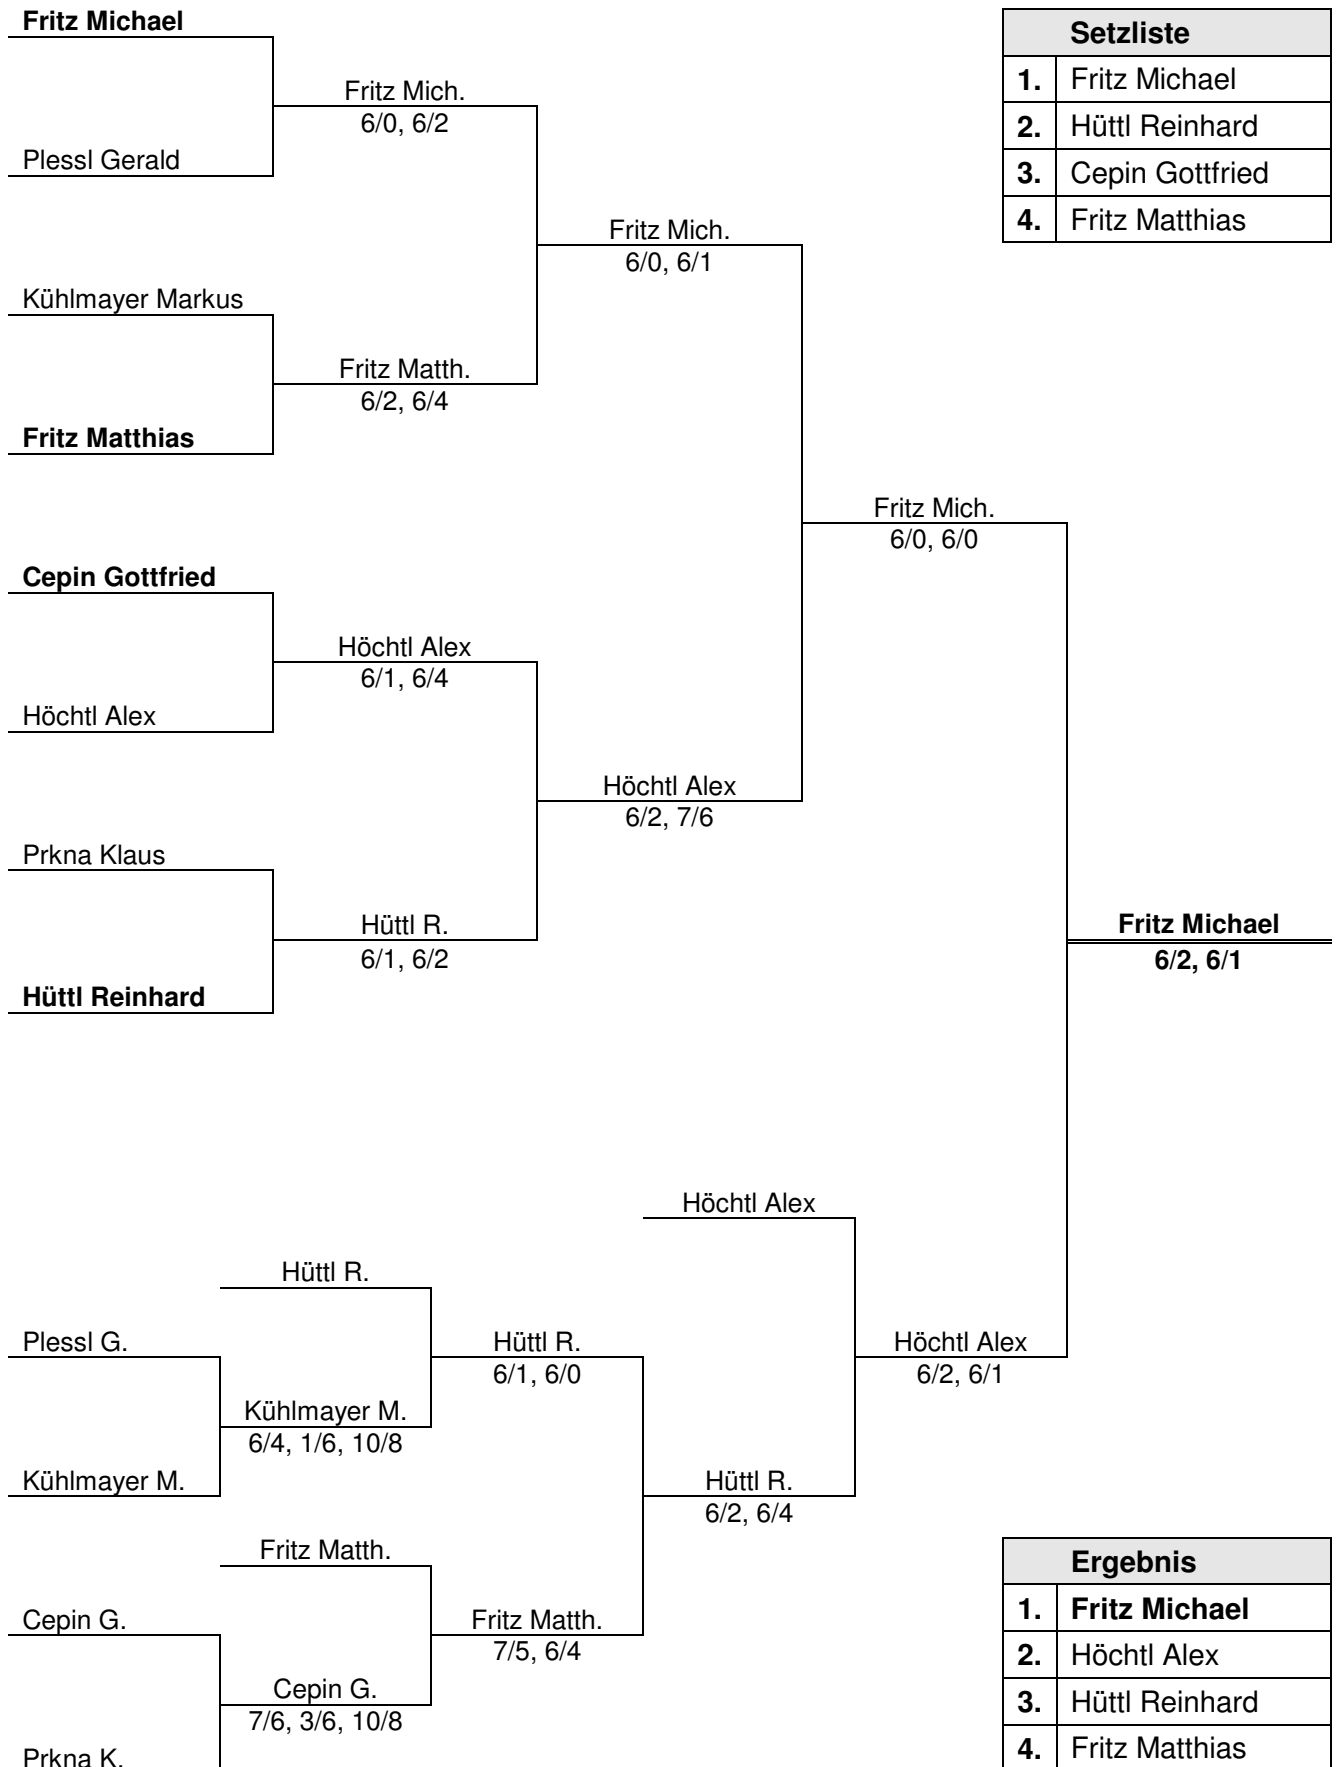 Fritz Michael
Setzliste
1. Fritz Michael
Fritz Mich.
6/0, 6/2
2. Hüttl Reinhard
Plessl Gerald
3. Cepin Gottfried
4. Fritz Matthias
Fritz Mich.
6/0, 6/1
Kühlmayer Markus
Fritz Matth.
6/2, 6/4
Fritz Matthias
Fritz Mich.
6/0, 6/0
Cepin Gottfried
Höchtl Alex
6/1, 6/4
Höchtl Alex
Höchtl Alex
6/2, 7/6
Prkna Klaus
Hüttl R.
6/1, 6/2
Fritz Michael
6/2, 6/1
Hüttl Reinhard
Höchtl Alex
Hüttl R.
Plessl G.
Hüttl R.
6/1, 6/0
Höchtl Alex
6/2, 6/1
Kühlmayer M.
6/4, 1/6, 10/8
Kühlmayer M.
Hüttl R.
6/2, 6/4
Fritz Matth.
Ergebnis
1. Fritz Michael
Cepin G.
Fritz Matth.
7/5, 6/4
2. Höchtl Alex
Cepin G.
7/6, 3/6, 10/8
3. Hüttl Reinhard
4. Fritz Matthias
Prkna K.